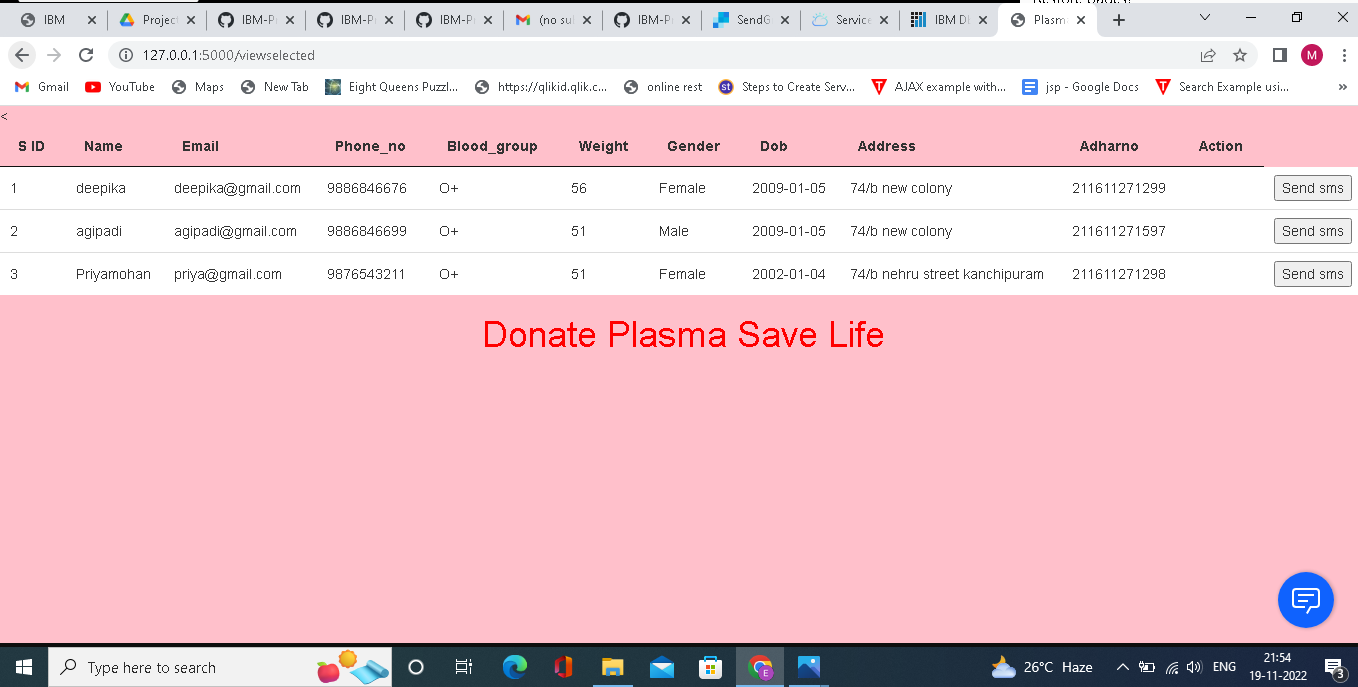 Restore pages?
IBM Project IBM-P IBM-P IBM-P (no su IBM-P SendG Service IBM D Plasm
127.0.0.1:5000/viewselected M
Gmail YouTube Maps New Tab Eight Queens Puzzl... https://qlikid.qlik.c... online rest st Steps to Create Serv... AJAX example with... jsp - Google Docs Search Example usi... »
<
S ID Name Email Phone_no Blood_group Weight Gender Dob Address Adharno Action
1 deepika deepika@gmail.com 9886846676 O+ 56 Female 2009-01-05 74/b new colony 211611271299 Send sms
2 agipadi agipadi@gmail.com 9886846699 O+ 51 Male 2009-01-05 74/b new colony 211611271597 Send sms
3 Priyamohan priya@gmail.com 9876543211 O+ 51 Female 2002-01-04 74/b nehru street kanchipuram 211611271298 Send sms
Donate Plasma Save Life
Type here to search E 26°C Haze ENG 21:54 3
19-11-2022